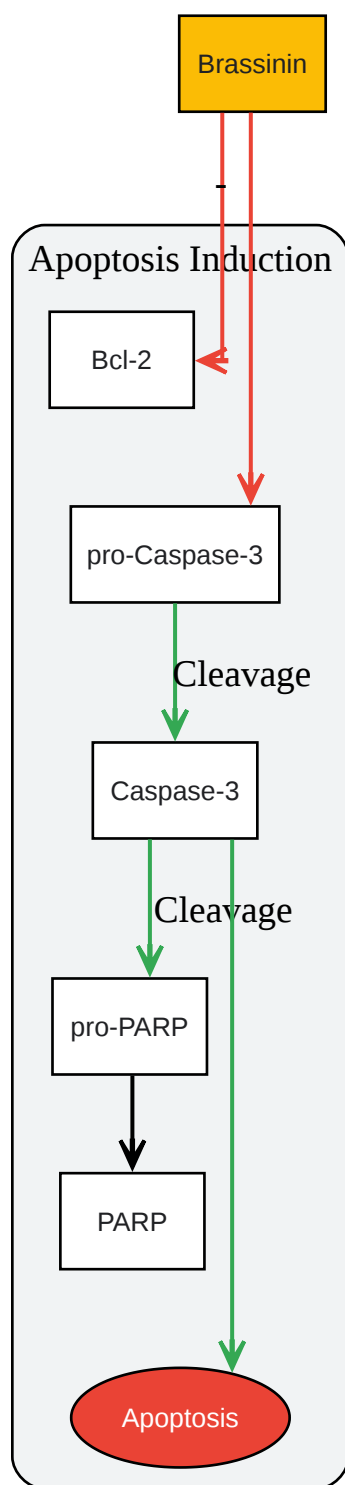 Brassinin
-
Apoptosis Induction
Bcl-2
pro-Caspase-3
Cleavage
Caspase-3
Cleavage
pro-PARP
PARP
Apoptosis